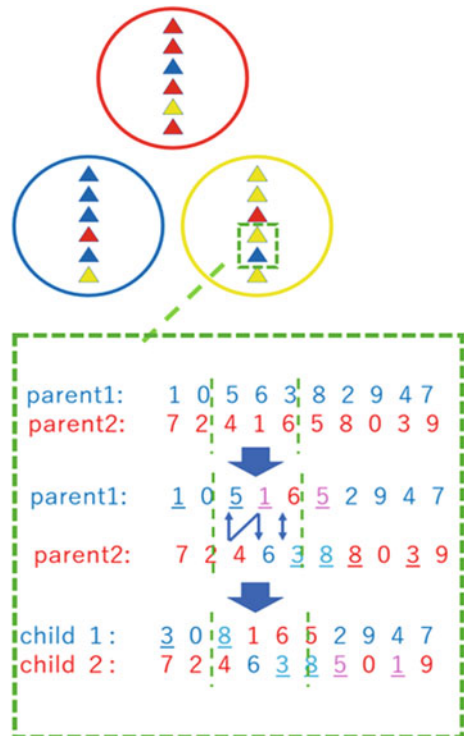 parent1: 1 0 5 6 3 8 2 9 4 7
parent2: 7 2 4 1 6 5 8 0 3 9
parent1: 1 0 5 1 6 5 2 9 4 7
parent2: 7 2 4 6 3 8 8 0 3 9
child 1: 3 0 8 1 6 5 2 9 4 7
child 2: 7 2 4 6 3 8 5 0 1 9